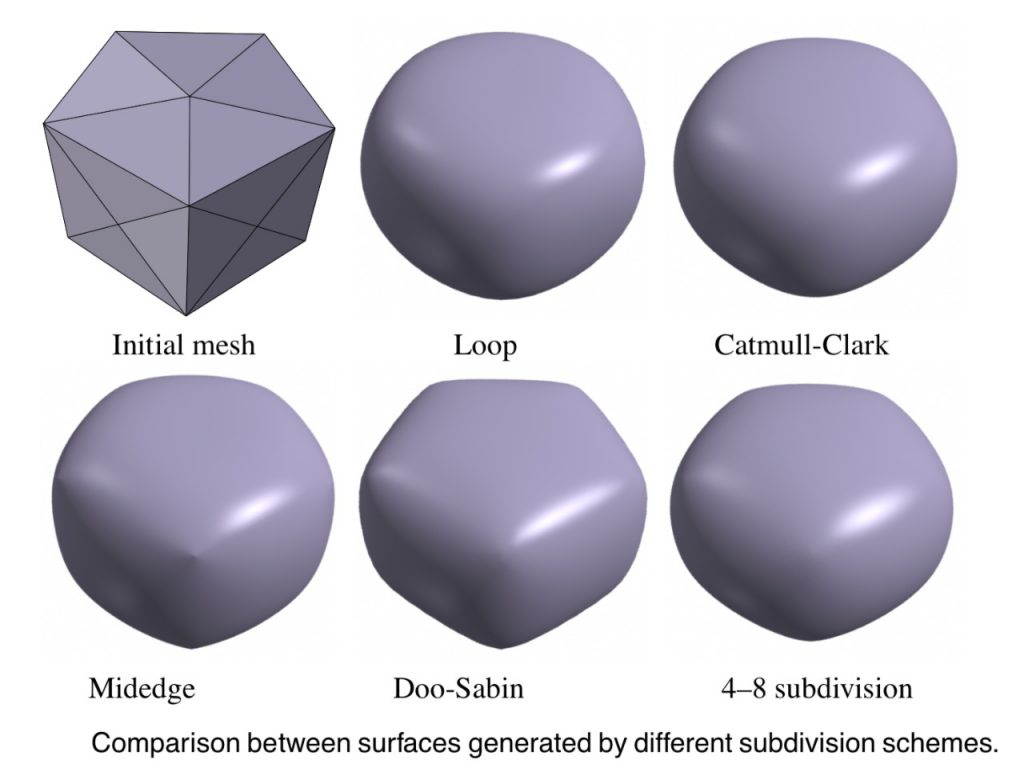 Initial mesh
Loop
Catmull-Clark
Midedge
Doo-Sabin
4–8 subdivision
Comparison between surfaces generated by different subdivision schemes.